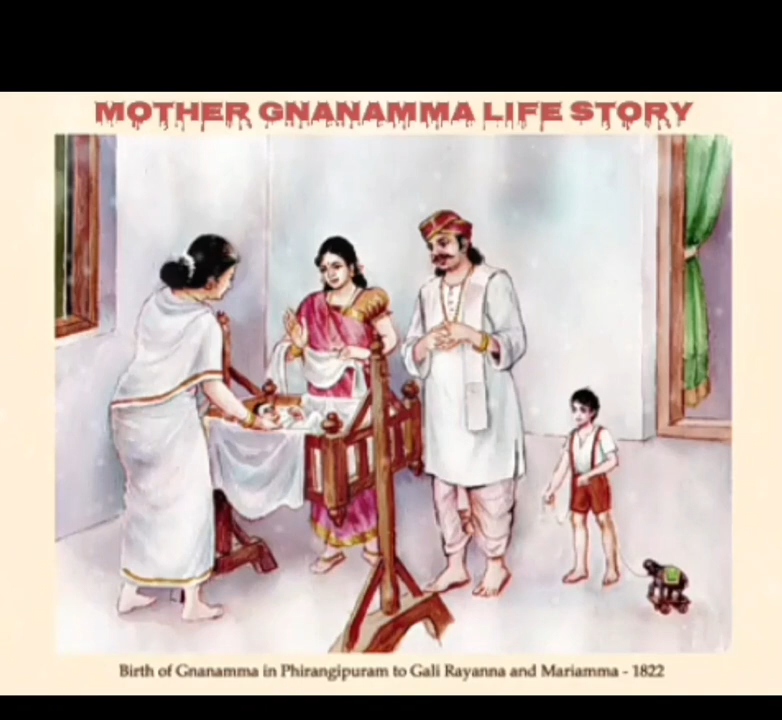 MOTHER GNANAMMA LIFE STORY
Birth of Gnanamma in Phirangipuram to Gali Rayanna and Mariamma - 1822